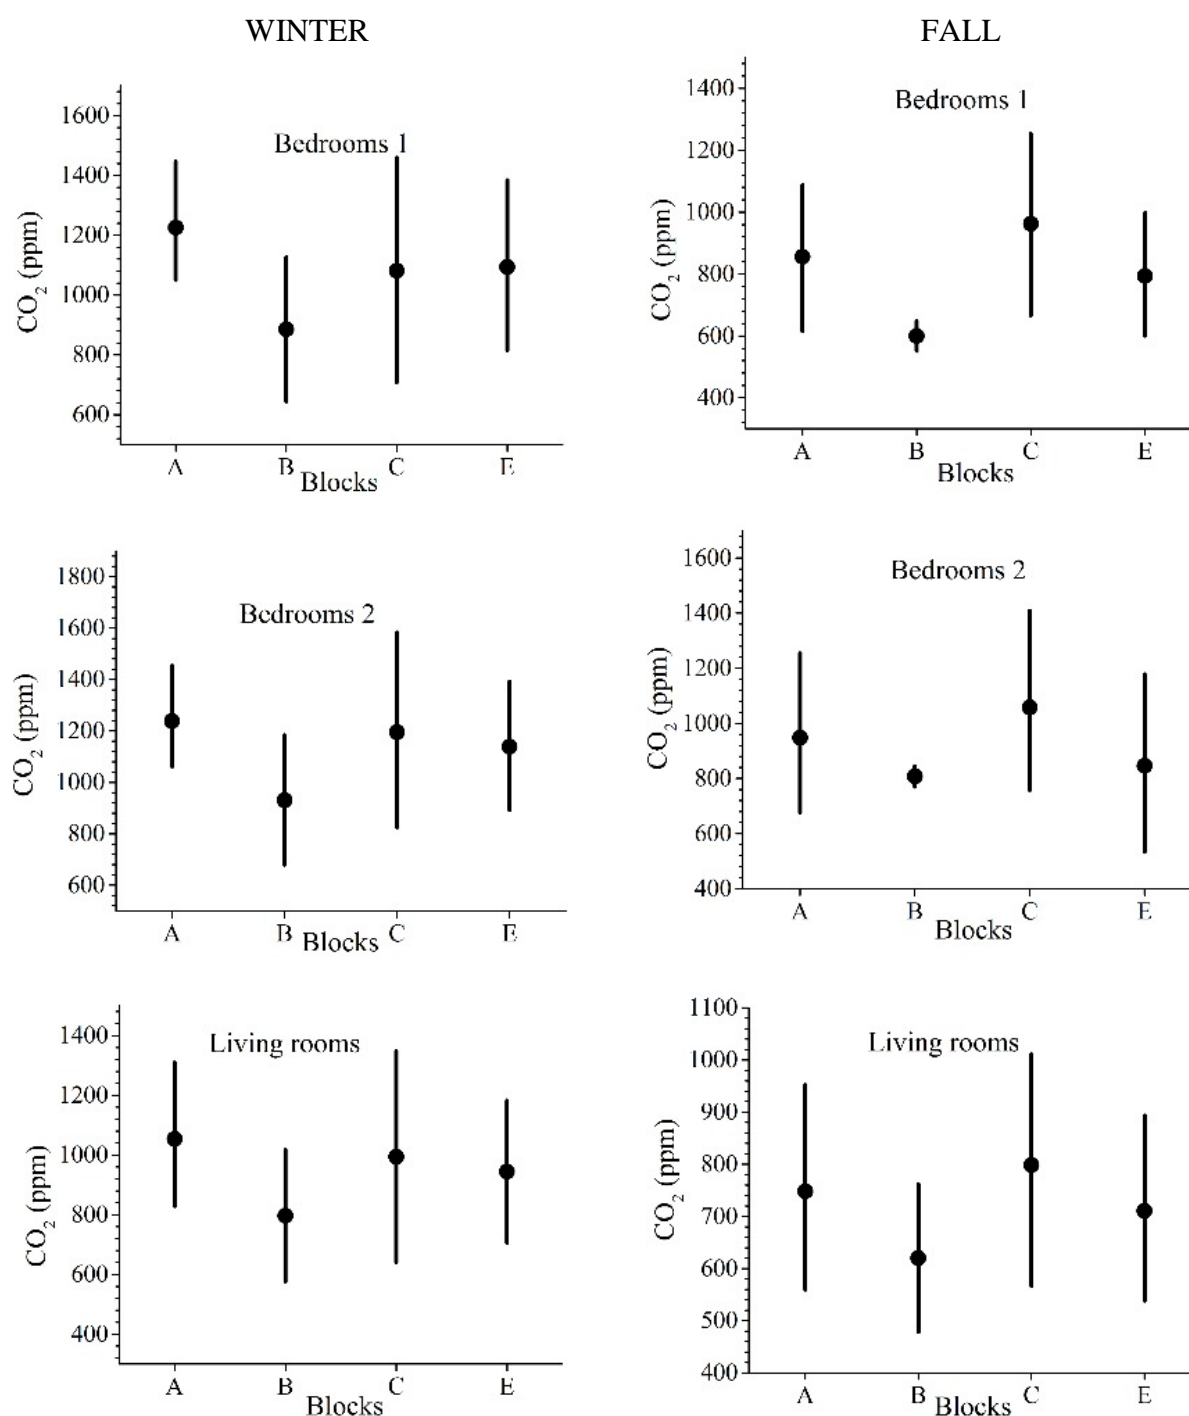 WINTER
FALL
Bedrooms 1
CO2 (ppm)
1600
1400
1200
1000
800
600
A B C E
Blocks
Bedrooms 1
CO2 (ppm)
1400
1200
1000
800
600
400
A B C E
Blocks
Bedrooms 2
CO2 (ppm)
1800
1600
1400
1200
1000
800
600
A B C E
Blocks
Bedrooms 2
CO2 (ppm)
1600
1400
1200
1000
800
600
400
A B C E
Blocks
Living rooms
CO2 (ppm)
1400
1200
1000
800
600
400
A B C E
Blocks
Living rooms
CO2 (ppm)
1100
1000
900
800
700
600
500
400
A B C E
Blocks